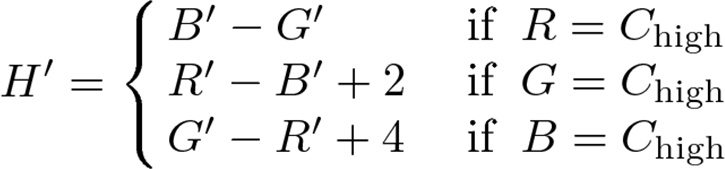 H′ = { B′ − G′ if R = C_high
R′ − B′ + 2 if G = C_high
G′ − R′ + 4 if B = C_high